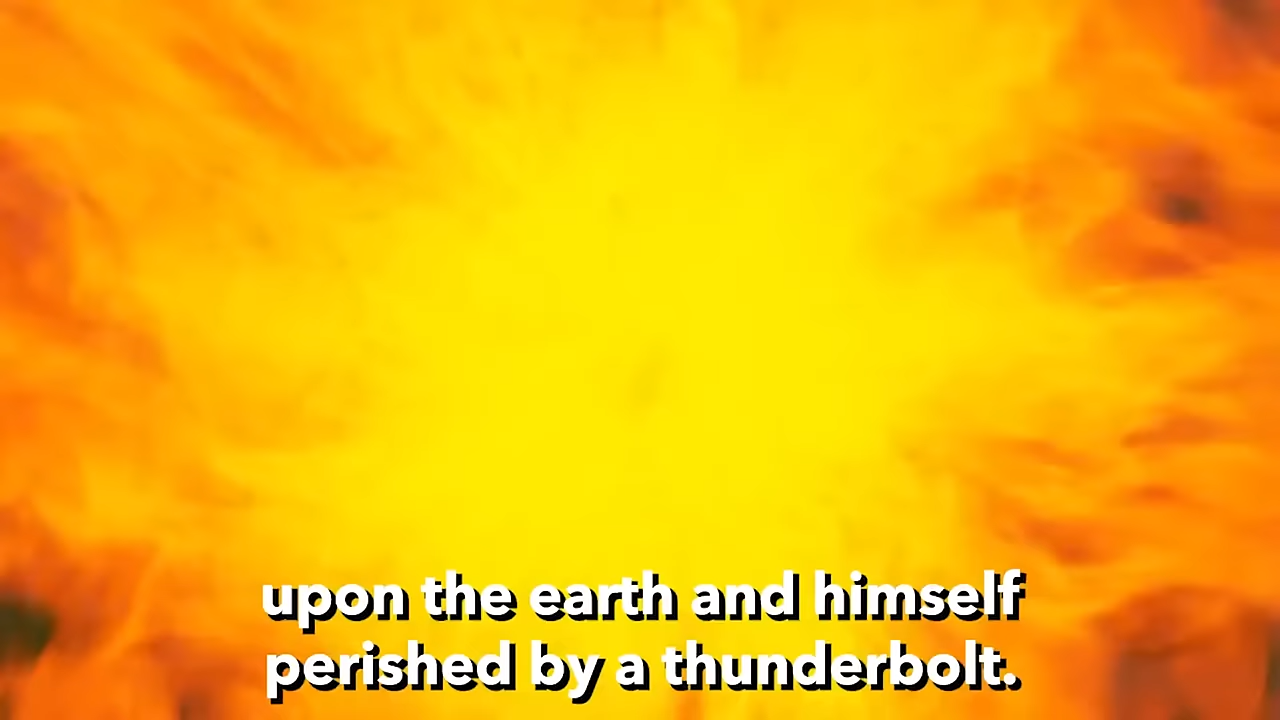 upon the earth and himself
perished by a thunderbolt.